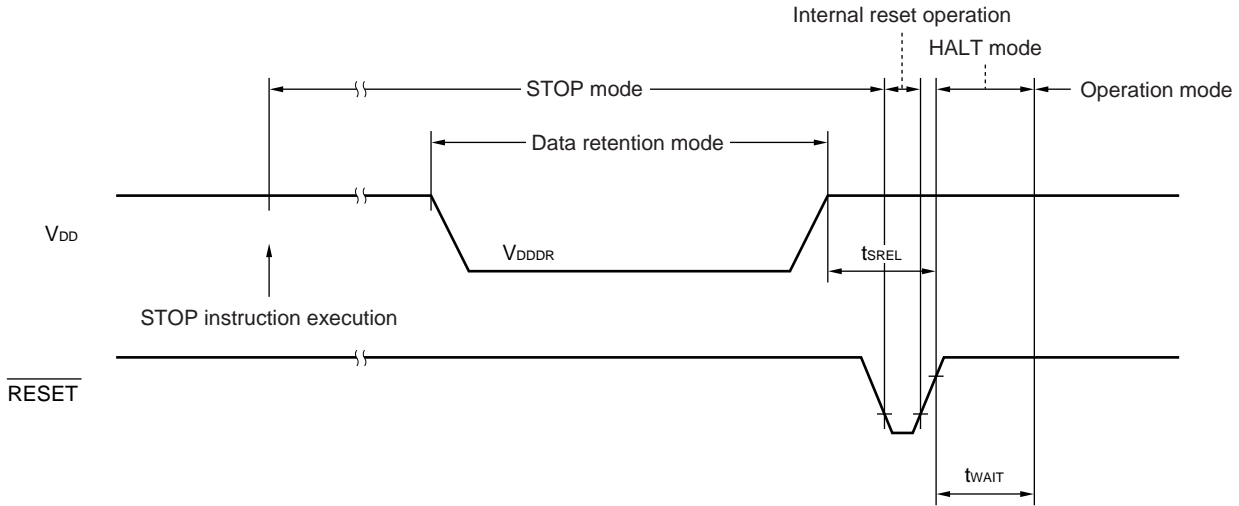 Internal reset operation
HALT mode
STOP mode
Operation mode
Data retention mode
VDD
VDDDR
tSREL
STOP instruction execution
RESET
tWAIT